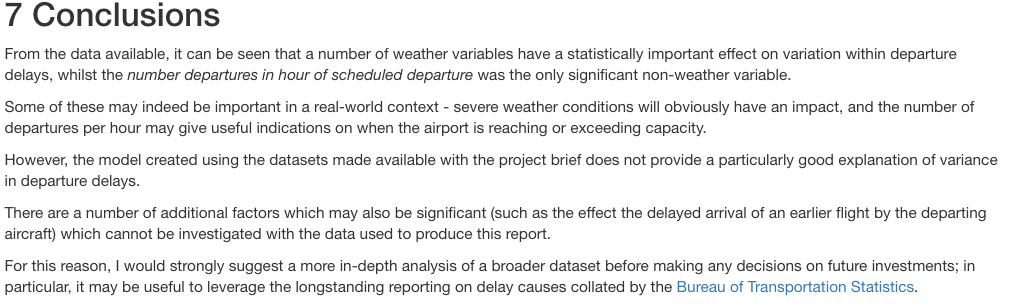 7 Conclusions
From the data available, it can be seen that a number of weather variables have a statistically important effect on variation within departure
delays, whilst the number departures in hour of scheduled departure was the only significant non-weather variable.
Some of these may indeed be important in a real-world context - severe weather conditions will obviously have an impact, and the number of
departures per hour may give useful indications on when the airport is reaching or exceeding capacity.
However, the model created using the datasets made available with the project brief does not provide a particularly good explanation of variance
in departure delays.
There are a number of additional factors which may also be significant (such as the effect the delayed arrival of an earlier flight by the departing
aircraft) which cannot be investigated with the data used to produce this report.
For this reason, I would strongly suggest a more in-depth analysis of a broader dataset before making any decisions on future investments; in
particular, it may be useful to leverage the longstanding reporting on delay causes collated by the Bureau of Transportation Statistics.